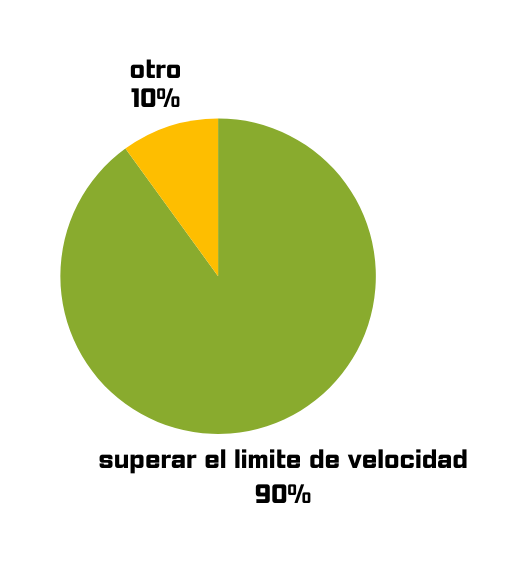 otro
10%
superar el limite de velocidad
90%